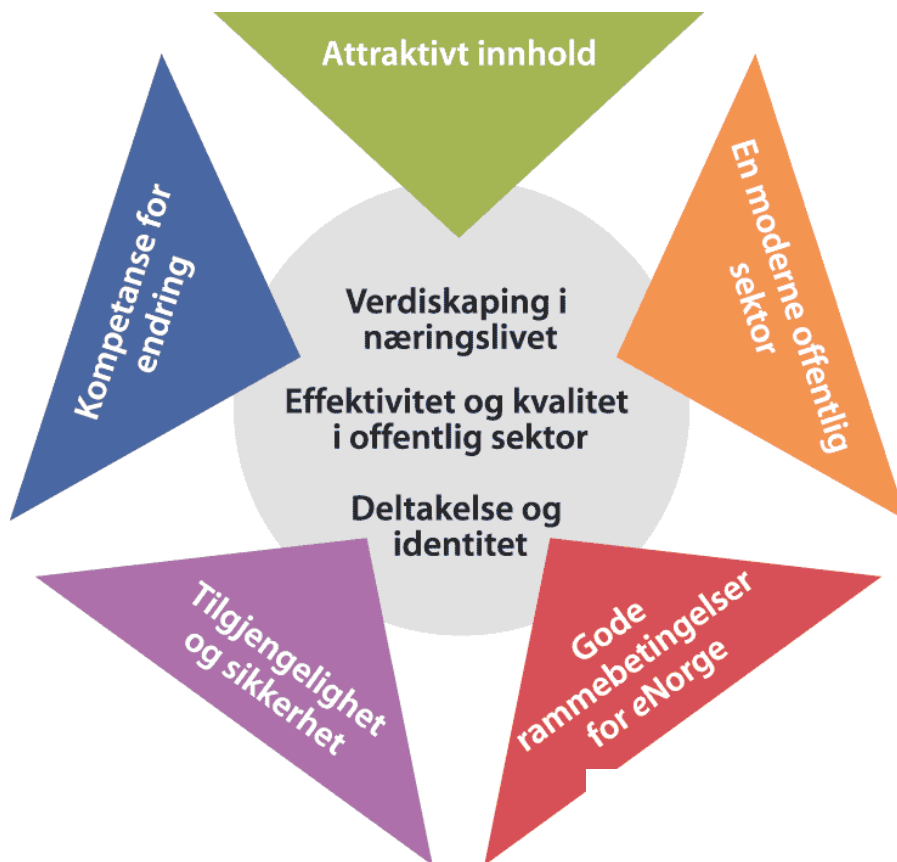 Attraktivt innhold
En moderne offentlig
sektor
Kompetanse for
endring
Verdiskaping i
næringslivet
Effektivitet og kvalitet
i offentlig sektor
Deltakelse og
identitet
Tilgjengelighet
og sikkerhet
Gode
rammebetingelser
for eNorge